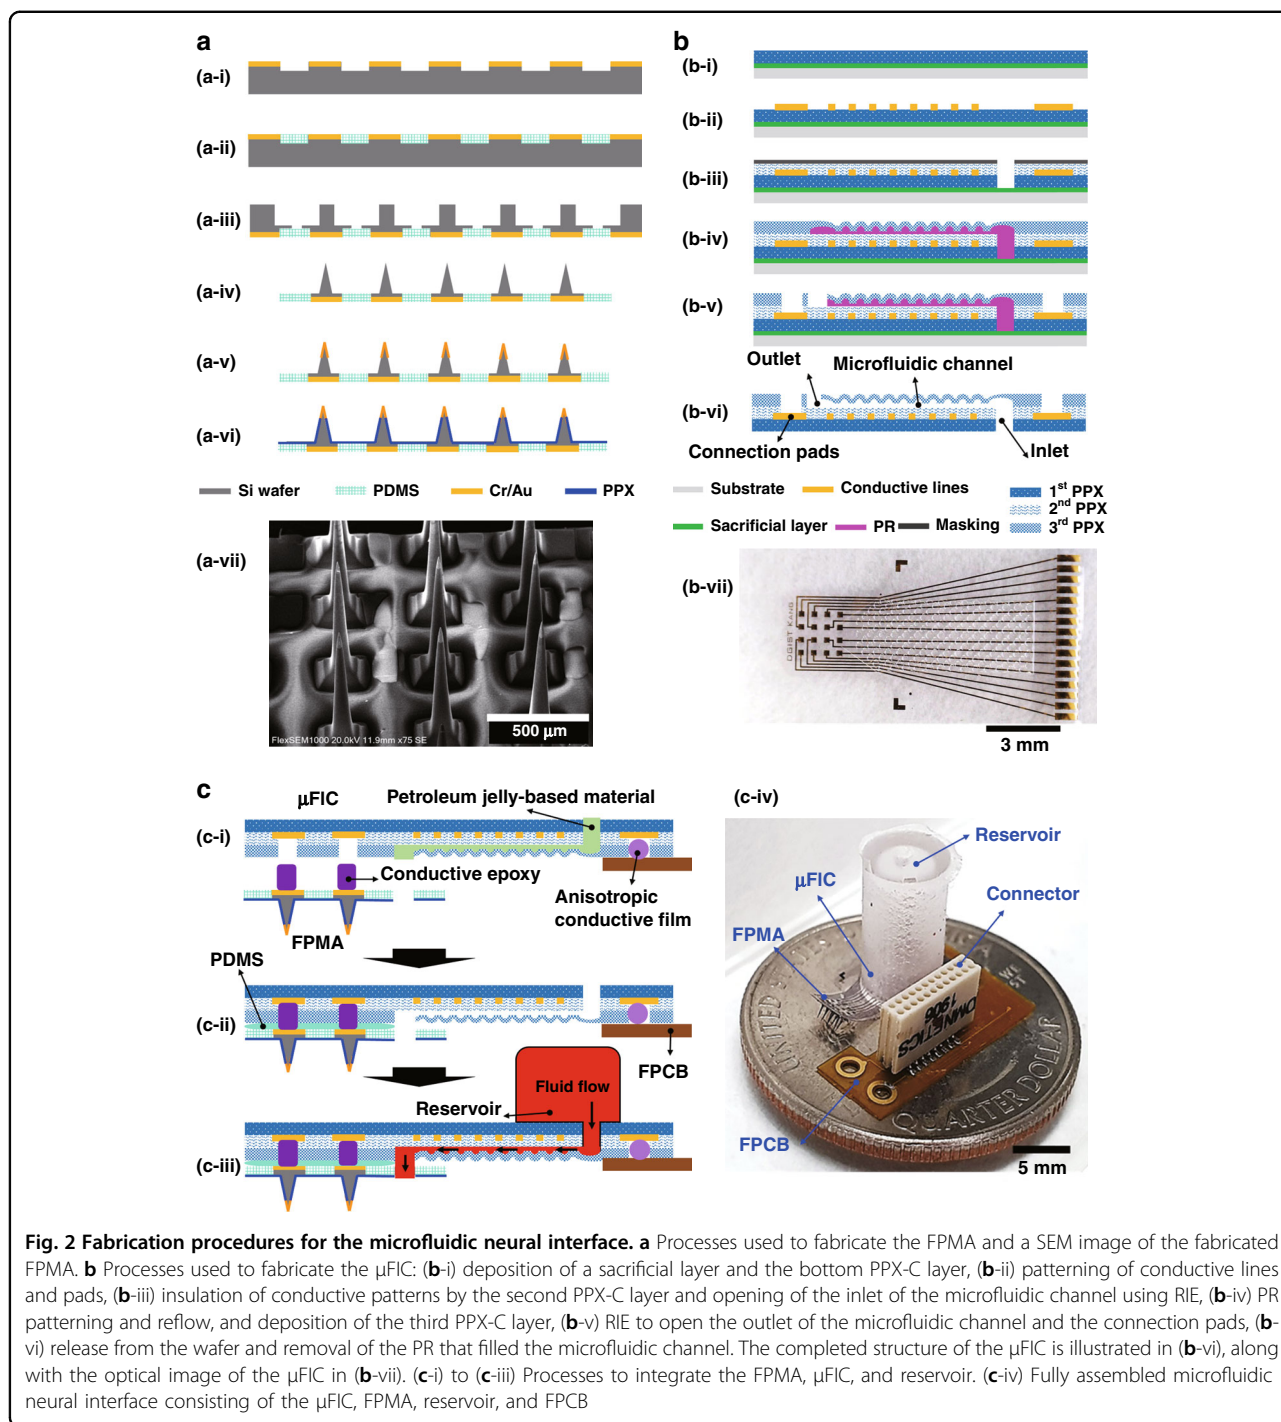 a
(a-i)
(a-ii)
(a-iii)
(a-iv)
(a-v)
(a-vi)
Si wafer PDMS Cr/Au PPX
(a-vii)
500 µm
FlexSEM1000 20.0kV 11.9mm x75 SE
b
(b-i)
(b-ii)
(b-iii)
(b-iv)
(b-v)
Outlet Microfluidic channel
(b-vi)
Connection pads Inlet
Substrate Conductive lines 1st PPX
2nd PPX
Sacrificial layer PR Masking 3rd PPX
(b-vii)
DGIST KANG
3 mm
c
µFIC Petroleum jelly-based material
(c-i)
Conductive epoxy
Anisotropic
conductive film
FPMA
PDMS
(c-ii)
FPCB
Fluid flow
Reservoir
(c-iii)
(c-iv)
Reservoir
µFIC
Connector
FPMA
OMNETICS
1906
UNITED STATES
QUARTER DOLLAR
FPCB
5 mm
Fig. 2 Fabrication procedures for the microfluidic neural interface. a Processes used to fabricate the FPMA and a SEM image of the fabricated
FPMA. b Processes used to fabricate the µFIC: (b-i) deposition of a sacrificial layer and the bottom PPX-C layer, (b-ii) patterning of conductive lines
and pads, (b-iii) insulation of conductive patterns by the second PPX-C layer and opening of the inlet of the microfluidic channel using RIE, (b-iv) PR
patterning and reflow, and deposition of the third PPX-C layer, (b-v) RIE to open the outlet of the microfluidic channel and the connection pads, (b-
vi) release from the wafer and removal of the PR that filled the microfluidic channel. The completed structure of the µFIC is illustrated in (b-vi), along
with the optical image of the µFIC in (b-vii). (c-i) to (c-iii) Processes to integrate the FPMA, µFIC, and reservoir. (c-iv) Fully assembled microfluidic
neural interface consisting of the µFIC, FPMA, reservoir, and FPCB